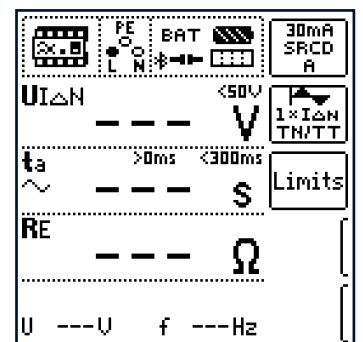 PE BAT 30mA
L N SRCD
A
UI△N <50V
--- V
1×I△N
TN/TT
ta >0ms <300ms
~ --- s
Limits
RE
--- Ω
U ---V f ---Hz